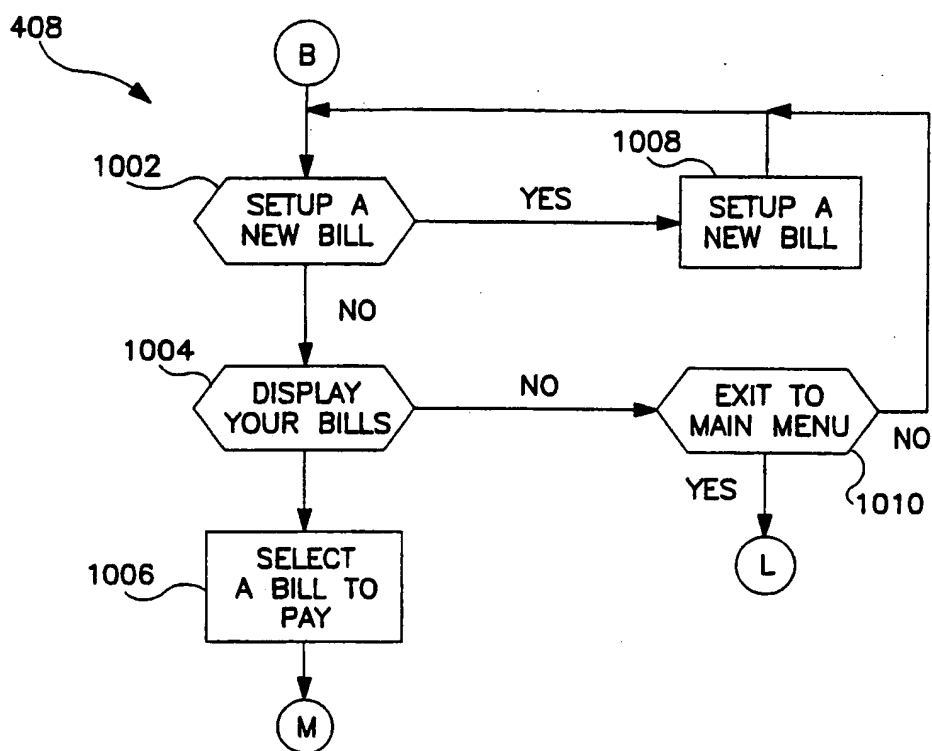 408
B
1002
SETUP A
NEW BILL
YES
1008
SETUP A
NEW BILL
NO
1004
DISPLAY
YOUR BILLS
NO
EXIT TO
MAIN MENU
NO
1010
YES
L
1006
SELECT
A BILL TO
PAY
M